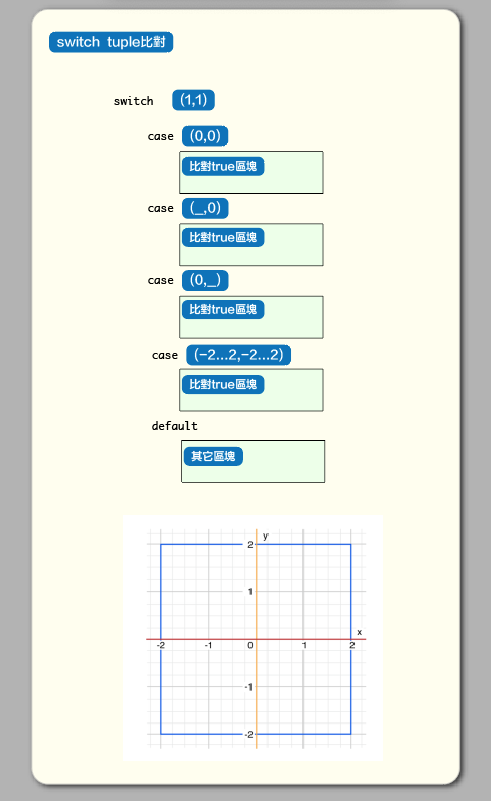 switch tuple比對
switch (1,1)
case (0,0)
比對true區塊
case (_,0)
比對true區塊
case (0,_)
比對true區塊
case (-2...2,-2...2)
比對true區塊
default
其它區塊
y
2
1
x
-2 -1 0 1 2
-1
-2